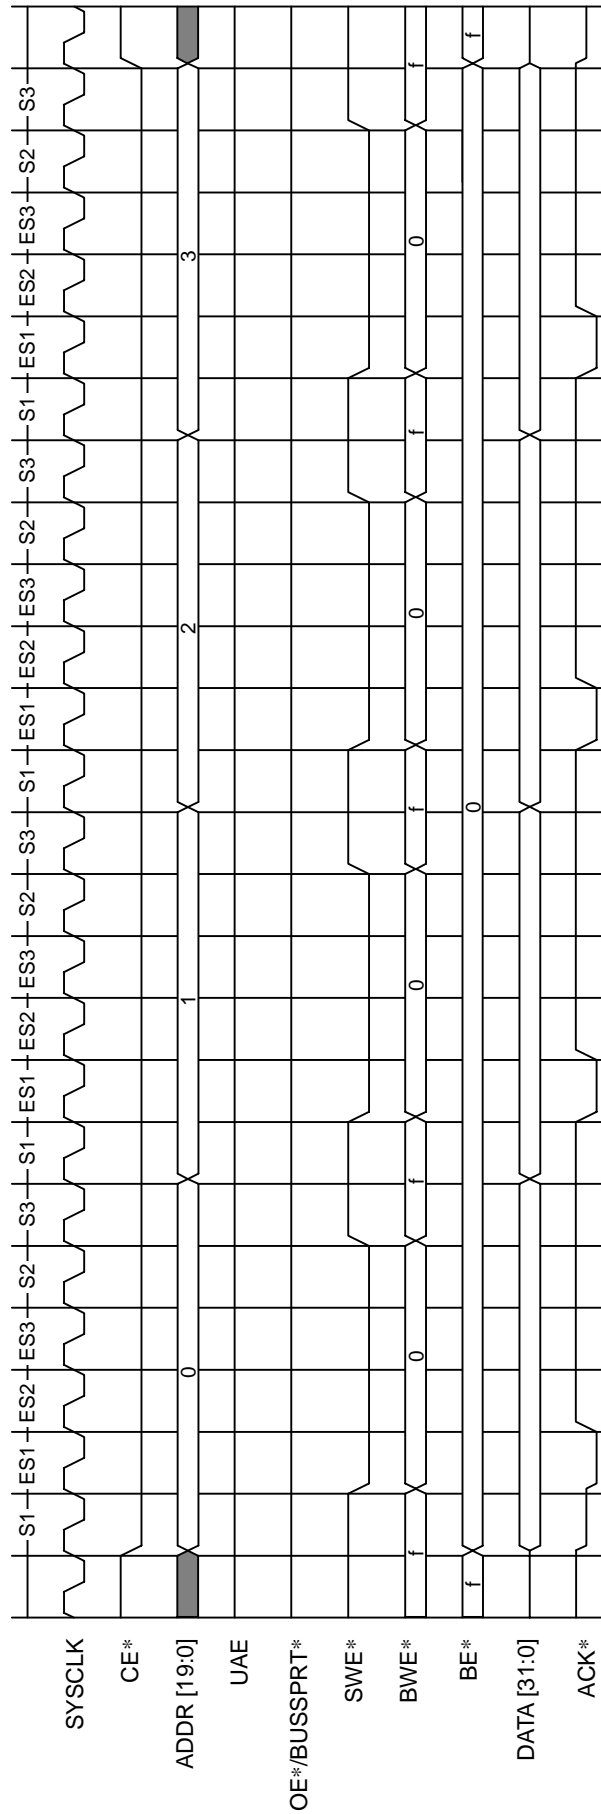 S1 ES1 ES2 ES3 S2 S3 S1 ES1 ES2 ES3 S2 S3 S1 ES1 ES2 ES3 S2 S3 S1 ES1 ES2 ES3 S2 S3
SYSCLK
CE*
ADDR [19:0] 0 1 2 3
UAE
OE*/BUSSPRT*
SWE*
BWE* f 0 f 0 f 0 f 0 f
BE* f 0 f
DATA [31:0]
ACK*